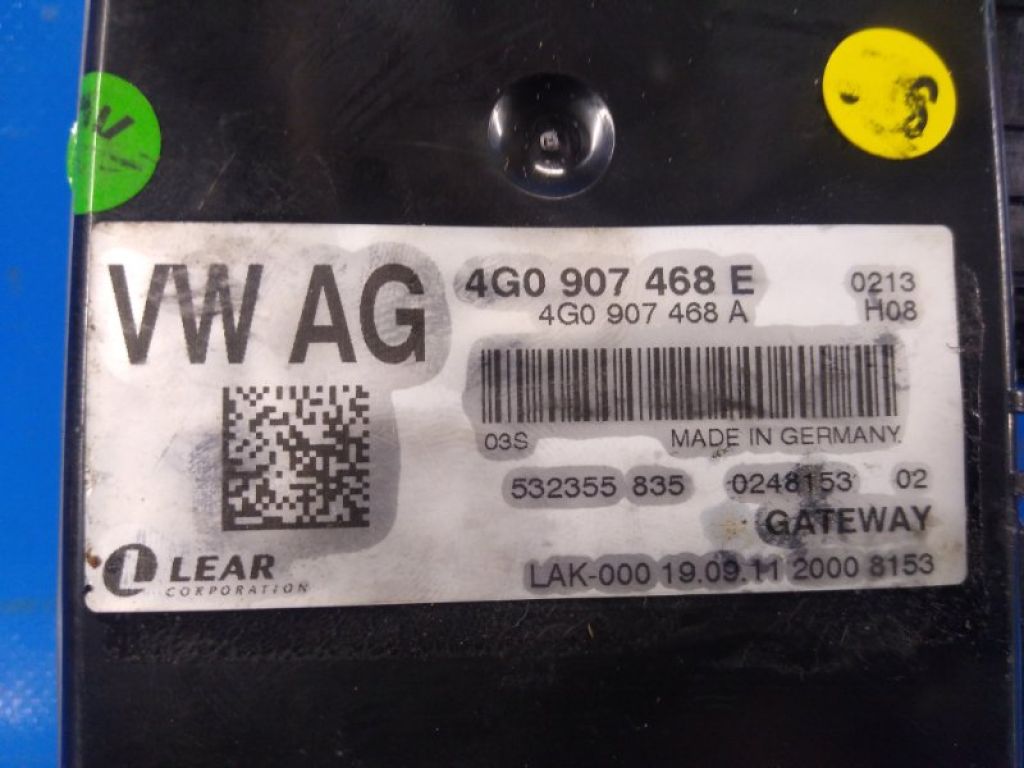 VW AG
4G0 907 468 E 0213
4G0 907 468 A H08
03S MADE IN GERMANY
532355 835 0248153 02
GATEWAY
LEAR
CORPORATION
LAK-000 19.09.11 2000 8153